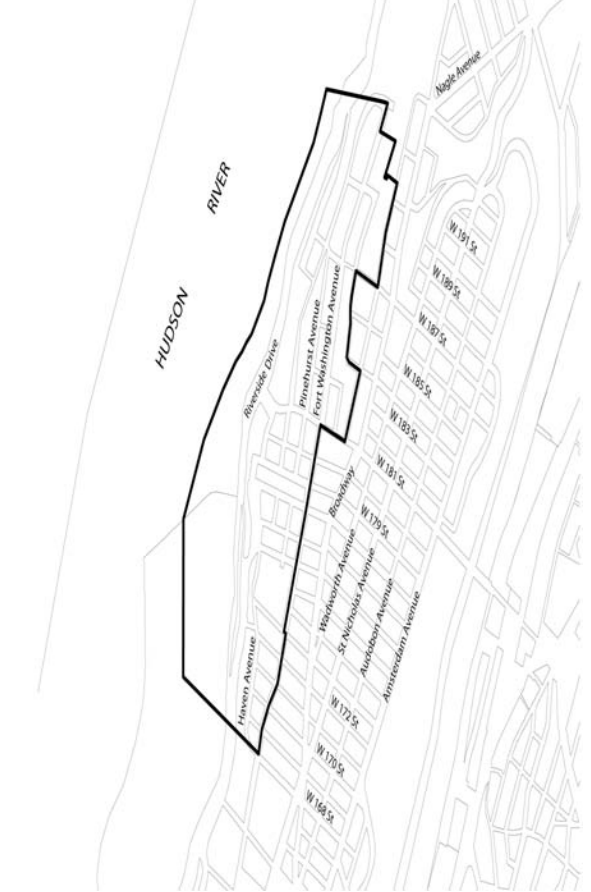 Nagle Avenue
HUDSON RIVER
W 191 St
W 189 St
W 187 St
Pinehurst Avenue
Fort Washington Avenue
Riverside Drive
W 185 St
W 183 St
W 181 St
Broadway
W 179 St
Wadworth Avenue
St Nicholas Avenue
Audobon Avenue
Amsterdam Avenue
Haven Avenue
W 172 St
W 170 St
W 168 St